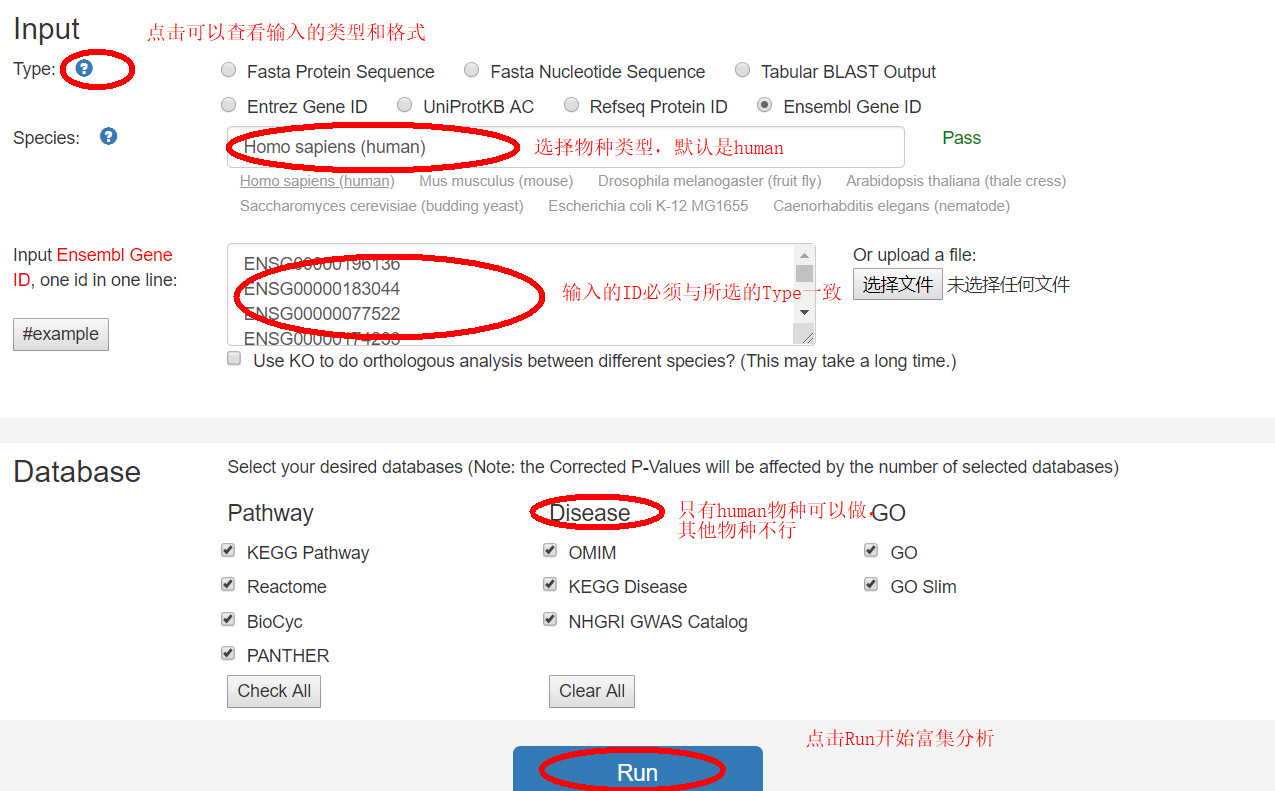 Input
点击可以查看输入的类型和格式
Type: ?
Fasta Protein Sequence Fasta Nucleotide Sequence Tabular BLAST Output
Entrez Gene ID UniProtKB AC Refseq Protein ID Ensembl Gene ID
Species: ?
Homo sapiens (human) 选择物种类型，默认是human
Pass
Homo sapiens (human) Mus musculus (mouse) Drosophila melanogaster (fruit fly) Arabidopsis thaliana (thale cress)
Saccharomyces cerevisiae (budding yeast) Escherichia coli K-12 MG1655 Caenorhabditis elegans (nematode)
Input Ensembl Gene
ID, one id in one line:
#example
ENSG00000196136
ENSG00000183044
ENSG00000077522
输入的ID必须与所选的Type一致
Or upload a file:
选择文件 未选择任何文件
Use KO to do orthologous analysis between different species? (This may take a long time.)
Database
Select your desired databases (Note: the Corrected P-Values will be affected by the number of selected databases)
Pathway
KEGG Pathway
Reactome
BioCyc
PANTHER
Check All
Disease
只有human物种可以做，
其他物种不行
OMIM
KEGG Disease
NHGRI GWAS Catalog
Clear All
GO
GO
GO Slim
点击Run开始富集分析
Run